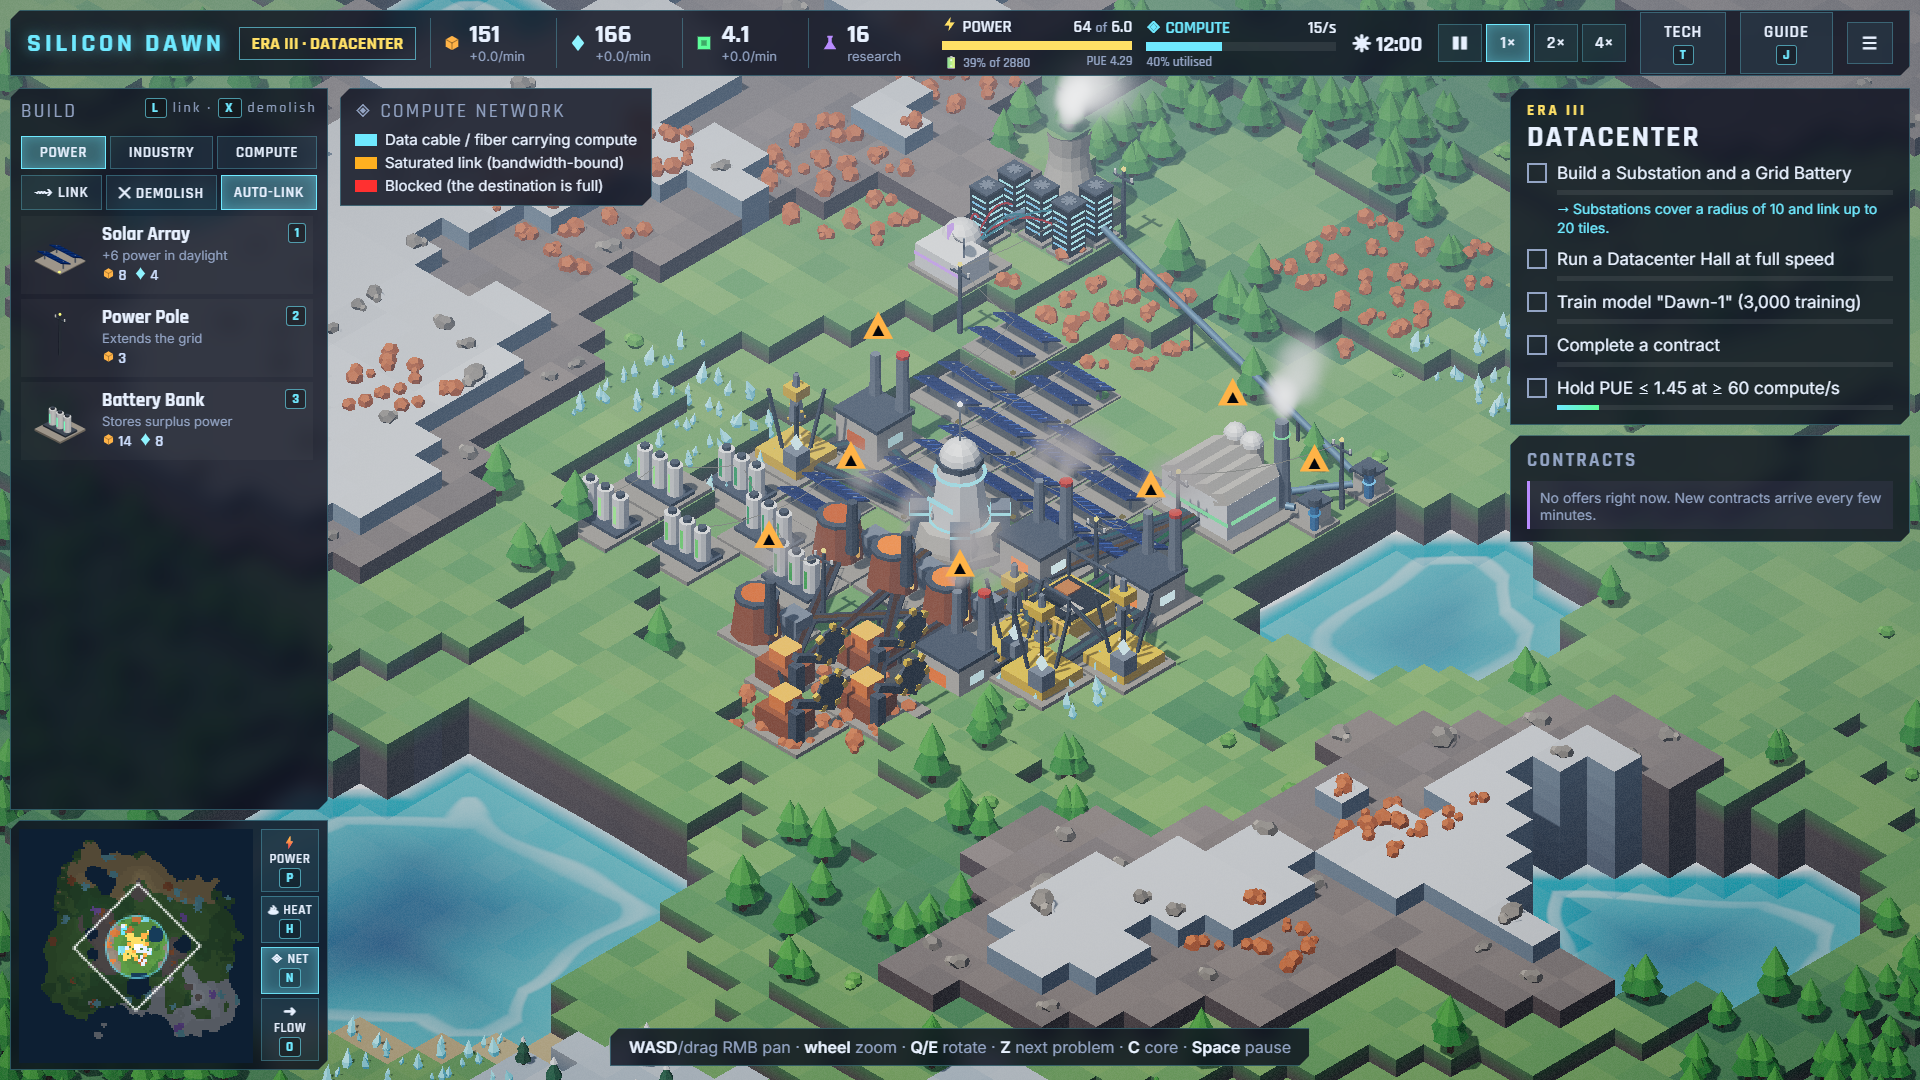 SILICON DAWN
ERA III · DATACENTER
151
+0.0/min
166
+0.0/min
4.1
+0.0/min
16
research
POWER 64 of 6.0
39% of 2880 PUE 4.29
COMPUTE 15/s
40% utilised
12:00
1×
2×
4×
TECH
T
GUIDE
J
BUILD
L link · X demolish
POWER
INDUSTRY
COMPUTE
LINK
DEMOLISH
AUTO-LINK
Solar Array 1
+6 power in daylight
8 4
Power Pole 2
Extends the grid
3
Battery Bank 3
Stores surplus power
14 8
COMPUTE NETWORK
Data cable / fiber carrying compute
Saturated link (bandwidth-bound)
Blocked (the destination is full)
ERA III
DATACENTER
Build a Substation and a Grid Battery
→ Substations cover a radius of 10 and link up to
20 tiles.
Run a Datacenter Hall at full speed
Train model "Dawn-1" (3,000 training)
Complete a contract
Hold PUE ≤ 1.45 at ≥ 60 compute/s
CONTRACTS
No offers right now. New contracts arrive every few
minutes.
POWER
P
HEAT
H
NET
N
FLOW
O
WASD/drag RMB pan · wheel zoom · Q/E rotate · Z next problem · C core · Space pause